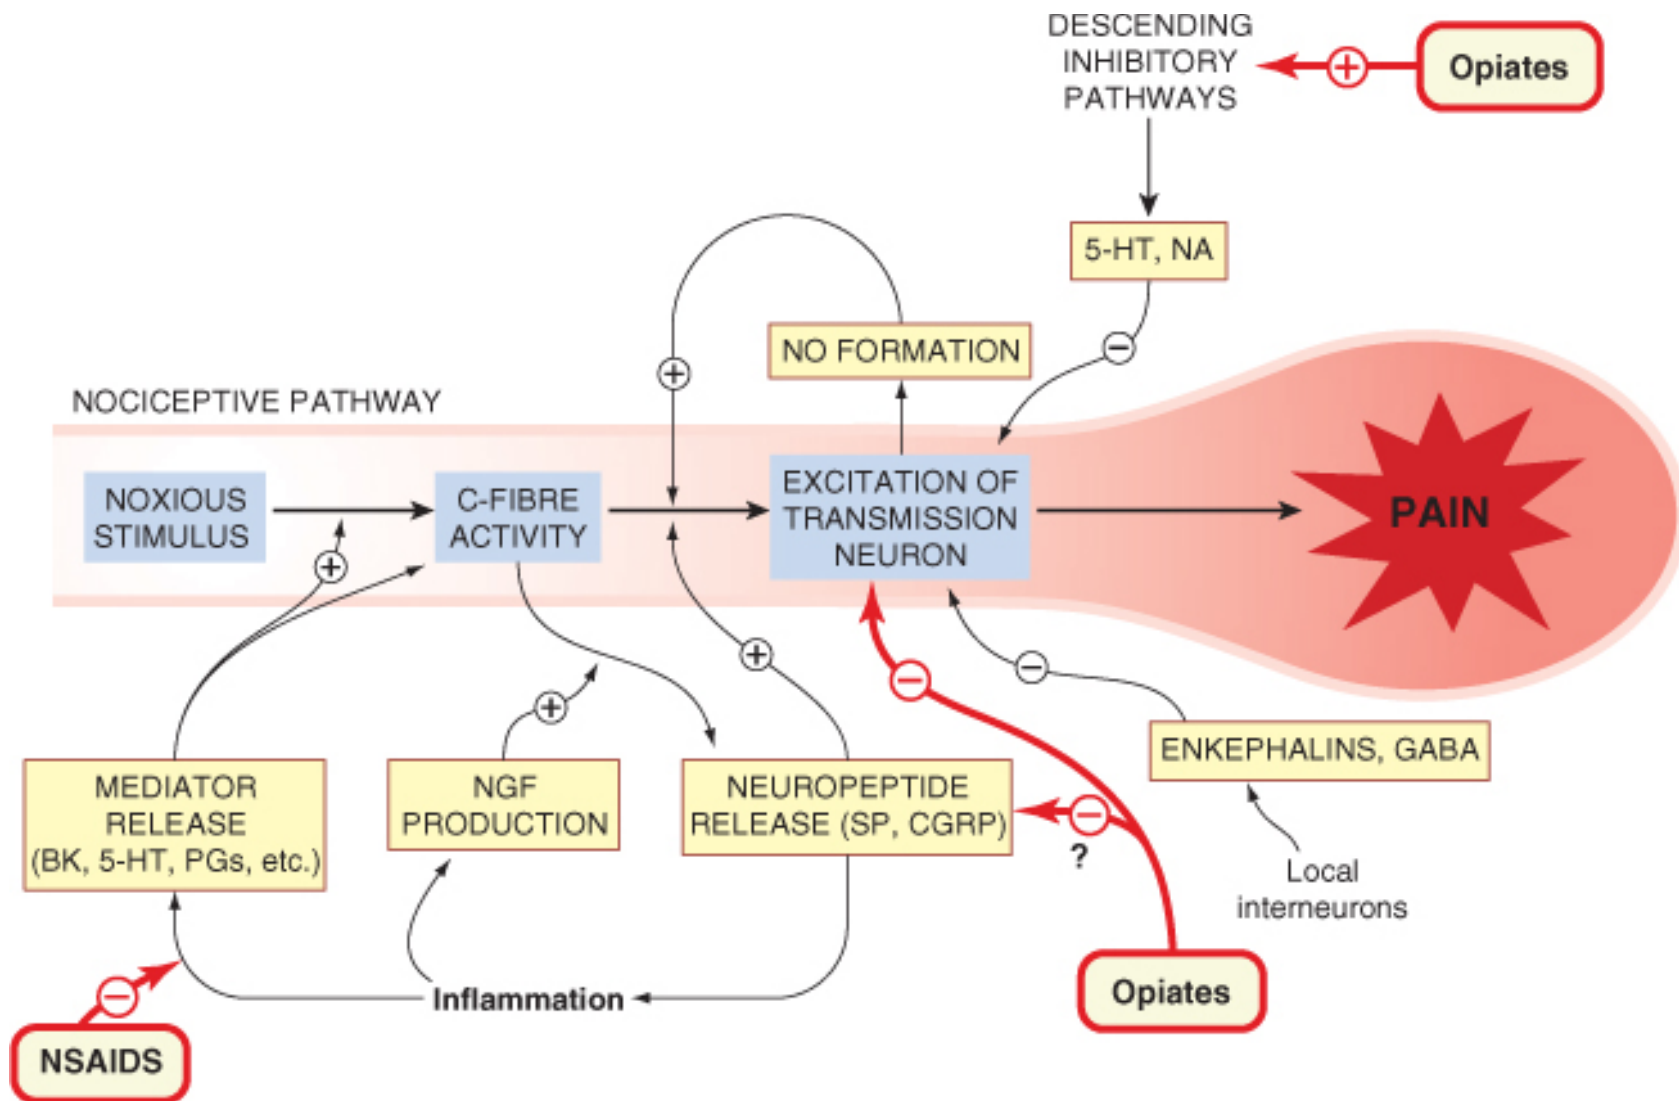 DESCENDING
INHIBITORY
PATHWAYS
Opiates
5-HT, NA
NO FORMATION
NOCICEPTIVE PATHWAY
NOXIOUS
STIMULUS
C-FIBRE
ACTIVITY
EXCITATION OF
TRANSMISSION
NEURON
PAIN
MEDIATOR
RELEASE
(BK, 5-HT, PGs, etc.)
NGF
PRODUCTION
NEUROPEPTIDE
RELEASE (SP, CGRP)
?
ENKEPHALINS, GABA
Local
interneurons
Inflammation
Opiates
NSAIDS